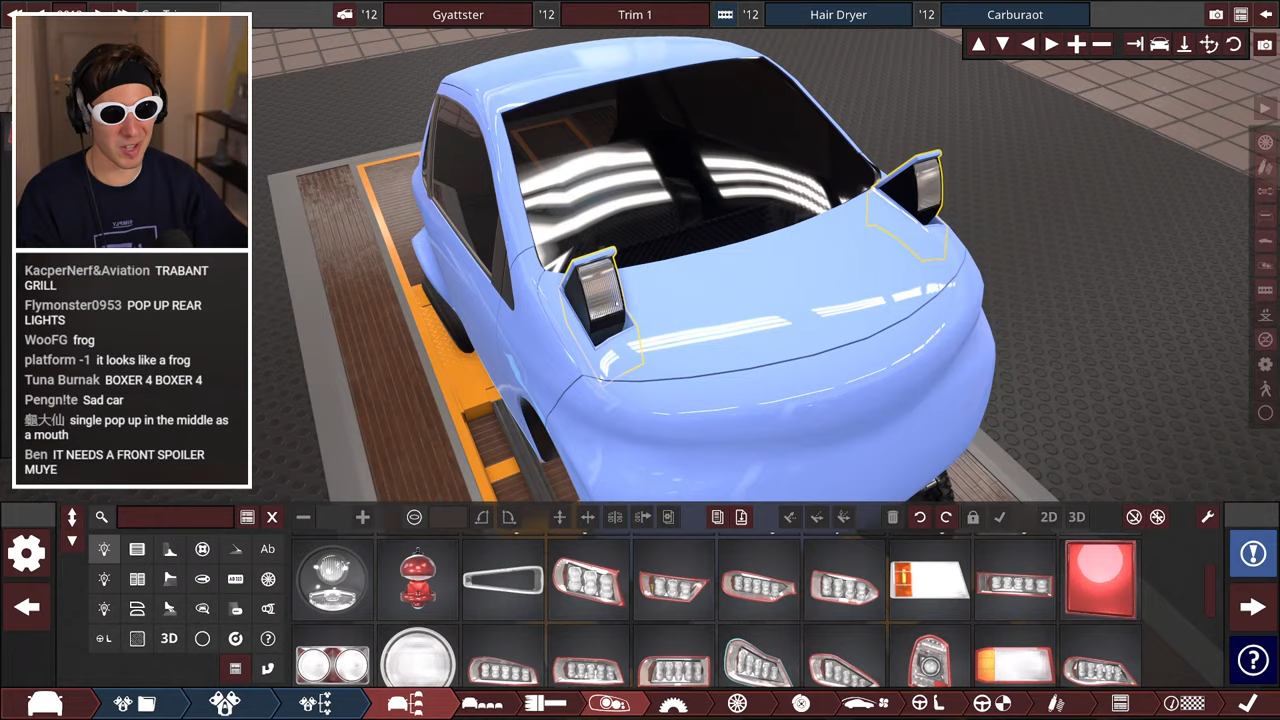 '12
Gyattster
'12
Trim 1
'12
Hair Dryer
'12
Carburaot
KacperNerf&Aviation TRABANT
GRILL
Flymonster0953 POP UP REAR
LIGHTS
WooFG frog
platform -1 it looks like a frog
Tuna Burnak BOXER 4 BOXER 4
Pengn!te Sad car
龜大仙 single pop up in the middle as
a mouth
Ben IT NEEDS A FRONT SPOILER
MUYE
2D
3D
Ab
L
3D